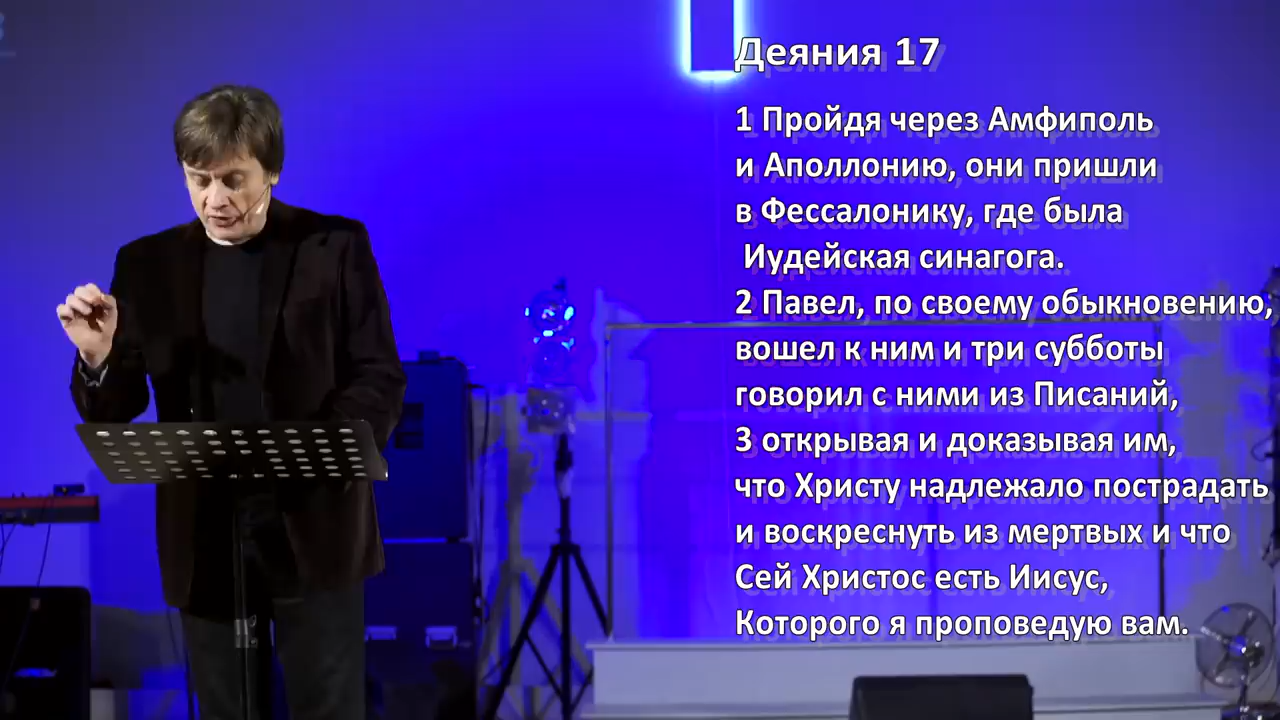 Деяния 17
1 Пройдя через Амфиполь
и Аполлонию, они пришли
в Фессалонику, где была
Иудейская синагога.
2 Павел, по своему обыкновению,
вошел к ним и три субботы
говорил с ними из Писаний,
3 открывая и доказывая им,
что Христу надлежало пострадать
и воскреснуть из мертвых и что
Сей Христос есть Иисус,
Которого я проповедую вам.